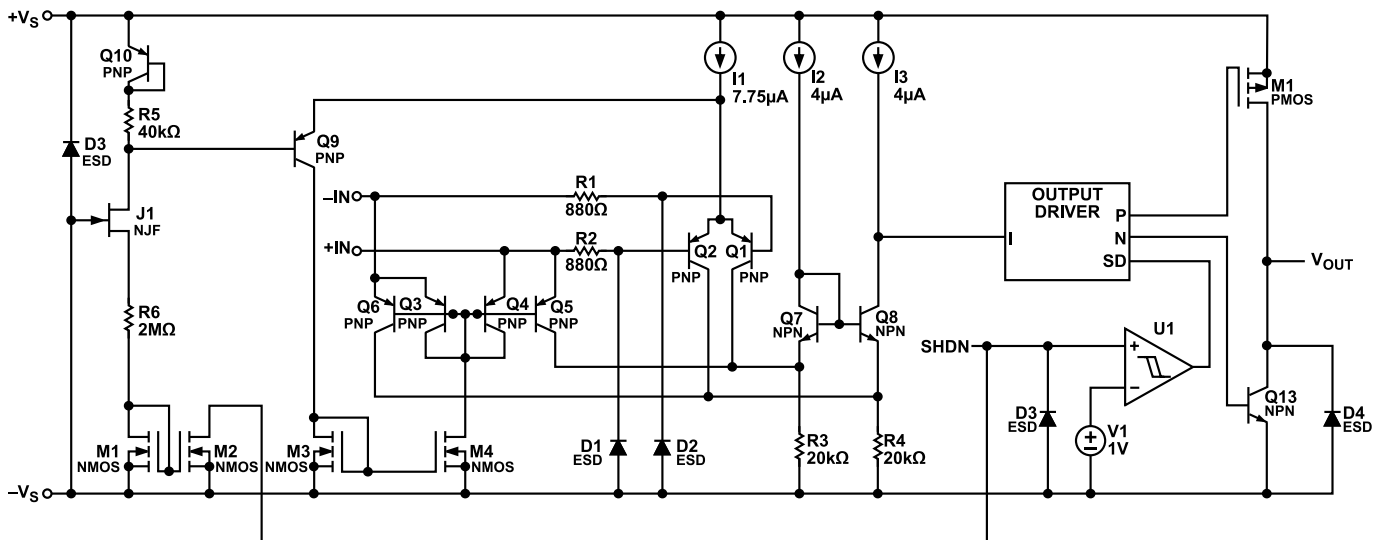 +VS
Q10
PNP
R5
40kΩ
D3
ESD
J1
NJF
R6
2MΩ
M1
NMOS
M2
NMOS
–VS
Q9
PNP
I1
7.75µA
I2
4µA
I3
4µA
–IN
R1
880Ω
+IN
R2
880Ω
Q2
PNP
Q1
PNP
Q6
PNP
Q3
PNP
Q4
PNP
Q5
PNP
Q7
NPN
Q8
NPN
M3
NMOS
M4
NMOS
D1
ESD
D2
ESD
R3
20kΩ
R4
20kΩ
OUTPUT
DRIVER
I
P
N
SD
M1
PMOS
VOUT
SHDN
U1
+
–
D3
ESD
V1
1V
+
–
Q13
NPN
D4
ESD